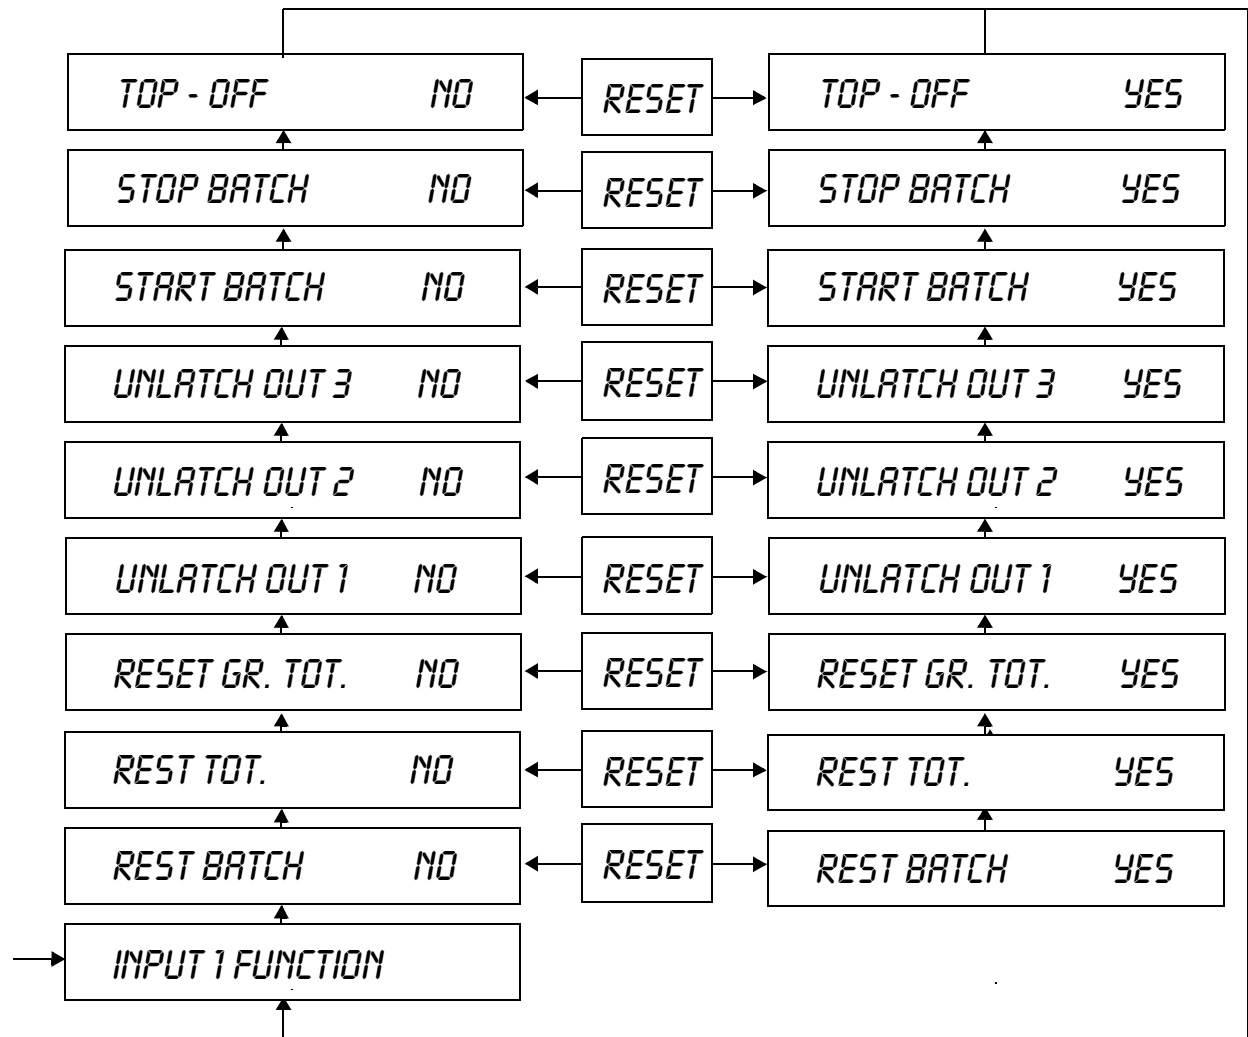 TOP - OFF NO RESET TOP - OFF YES
STOP BATCH NO RESET STOP BATCH YES
START BATCH NO RESET START BATCH YES
UNLATCH OUT 3 NO RESET UNLATCH OUT 3 YES
UNLATCH OUT 2 NO RESET UNLATCH OUT 2 YES
UNLATCH OUT 1 NO RESET UNLATCH OUT 1 YES
RESET GR. TOT. NO RESET RESET GR. TOT. YES
REST TOT. NO RESET REST TOT. YES
REST BATCH NO RESET REST BATCH YES
INPUT 1 FUNCTION